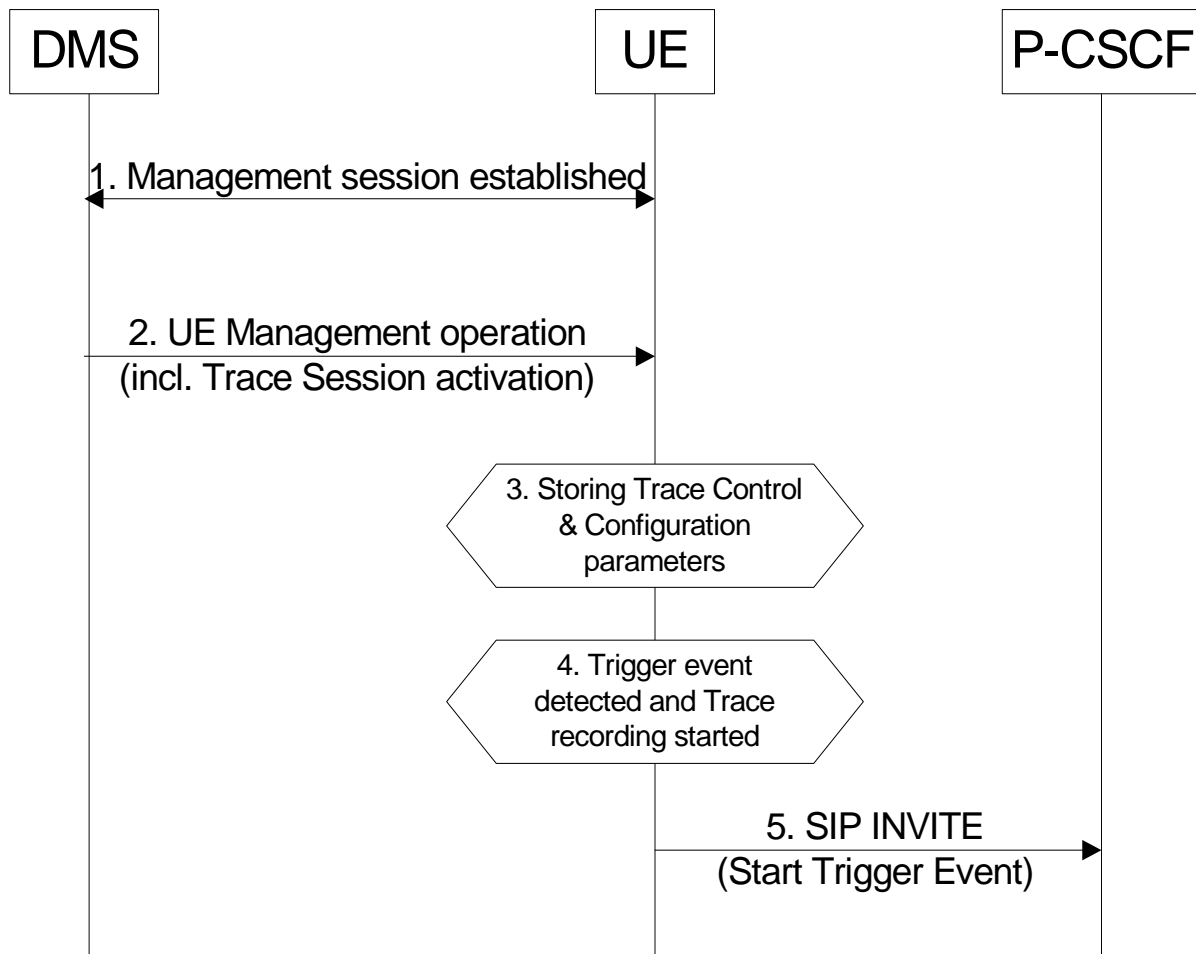 DMS
UE
P-CSCF
1. Management session established
2. UE Management operation
(incl. Trace Session activation)
3. Storing Trace Control
& Configuration
parameters
4. Trigger event
detected and Trace
recording started
5. SIP INVITE
(Start Trigger Event)